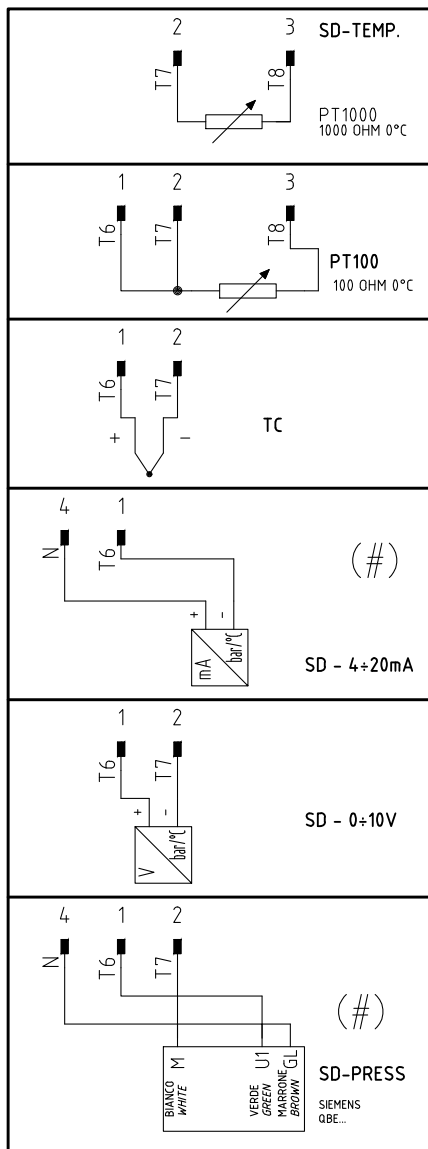 2 3 SD-TEMP.
T7 T8
PT1000
1000 OHM 0°C
1 2 3
T6 T7 T8
PT100
100 OHM 0°C
1 2
T6 T7
+ -
TC
4 1
N T6
(#)
+ -
mA bar/°C
SD - 4÷20mA
1 2
T6 T7
+ -
V bar/°C
SD - 0÷10V
4 1 2
N T6 T7
(#)
M U1 GL
BIANCO
WHITE
VERDE
GREEN
MARRONE
BROWN
SD-PRESS
SIEMENS
QBE...